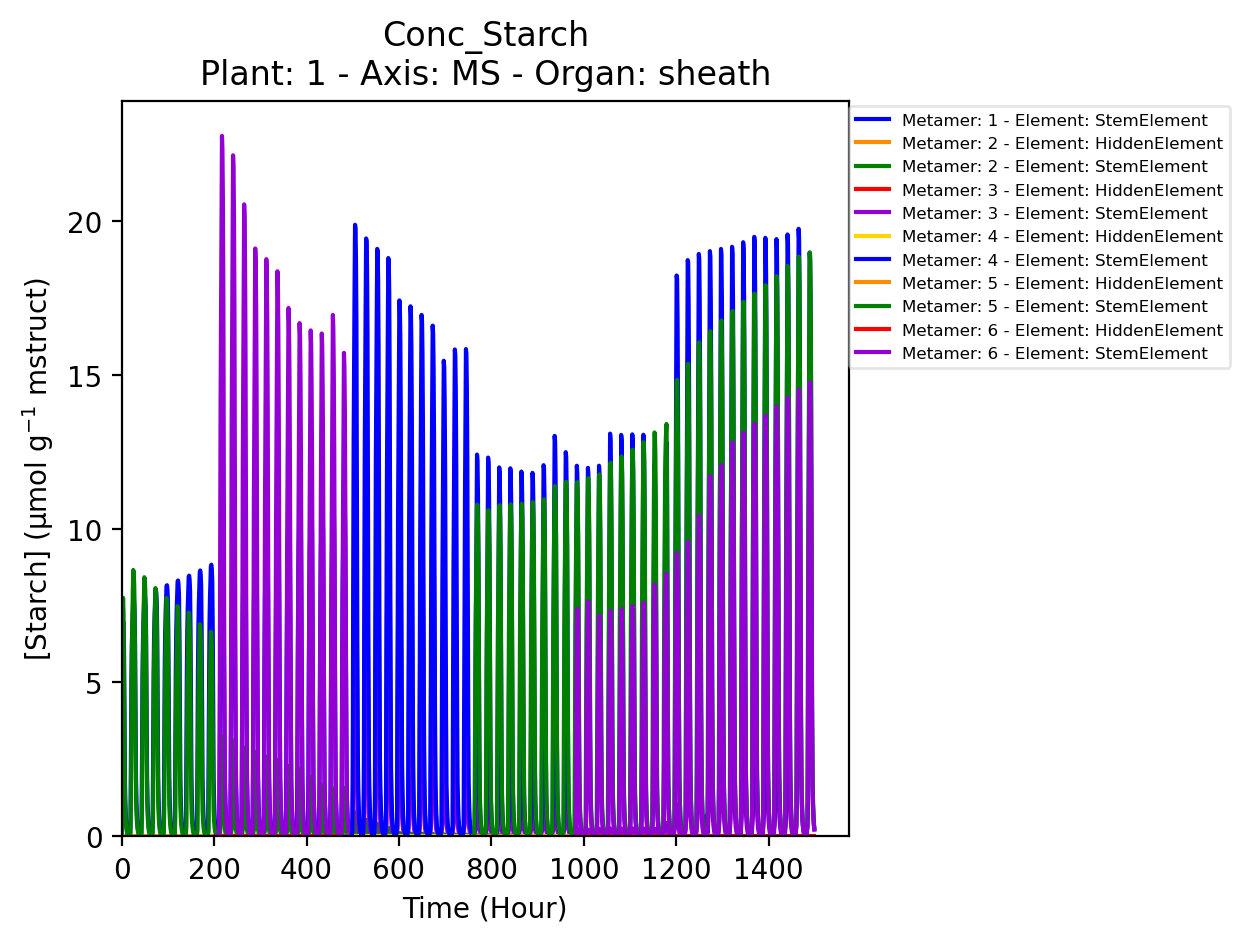 Conc_Starch
Plant: 1 - Axis: MS - Organ: sheath
[Starch] (µmol g⁻¹ mstruct)
20
15
10
5
0
0 200 400 600 800 1000 1200 1400
Time (Hour)
Metamer: 1 - Element: StemElement
Metamer: 2 - Element: HiddenElement
Metamer: 2 - Element: StemElement
Metamer: 3 - Element: HiddenElement
Metamer: 3 - Element: StemElement
Metamer: 4 - Element: HiddenElement
Metamer: 4 - Element: StemElement
Metamer: 5 - Element: HiddenElement
Metamer: 5 - Element: StemElement
Metamer: 6 - Element: HiddenElement
Metamer: 6 - Element: StemElement